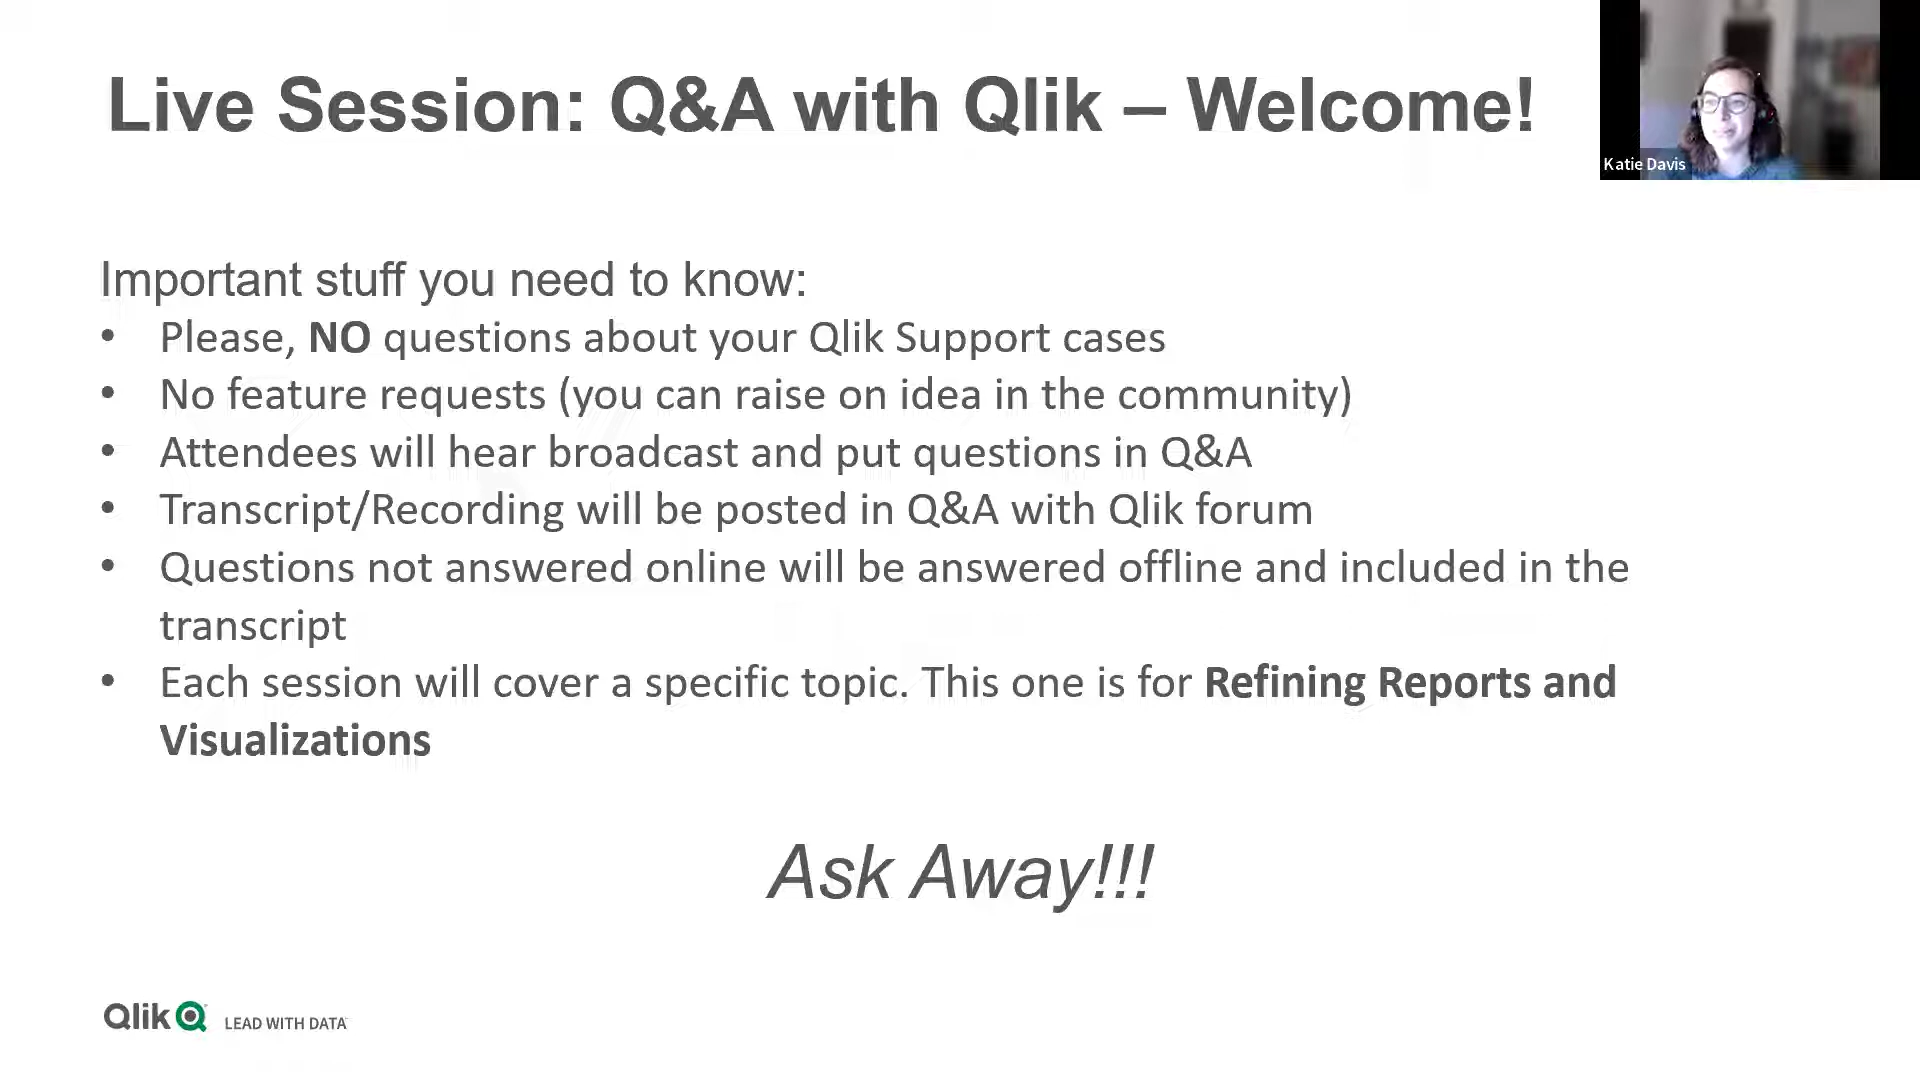 Live Session: Q&A with Qlik – Welcome!
Katie Davis
Important stuff you need to know:
• Please, NO questions about your Qlik Support cases
• No feature requests (you can raise on idea in the community)
• Attendees will hear broadcast and put questions in Q&A
• Transcript/Recording will be posted in Q&A with Qlik forum
• Questions not answered online will be answered offline and included in the
transcript
• Each session will cover a specific topic. This one is for Refining Reports and
Visualizations
Ask Away!!!
Qlik LEAD WITH DATA